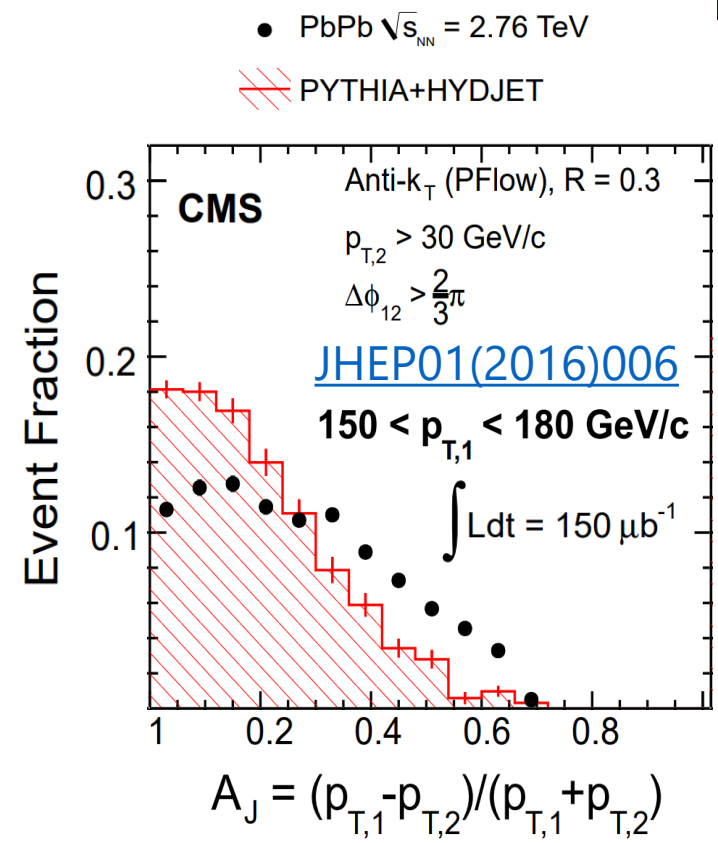 PbPb √s_NN = 2.76 TeV
PYTHIA+HYDJET
0.3
CMS
Anti-k_T (PFlow), R = 0.3
p_T,2 > 30 GeV/c
Δϕ_12 > 2/3 π
0.2
JHEP01(2016)006
150 < p_T,1 < 180 GeV/c
∫ Ldt = 150 μb^-1
0.1
Event Fraction
1 0.2 0.4 0.6 0.8
A_J = (p_T,1-p_T,2)/(p_T,1+p_T,2)